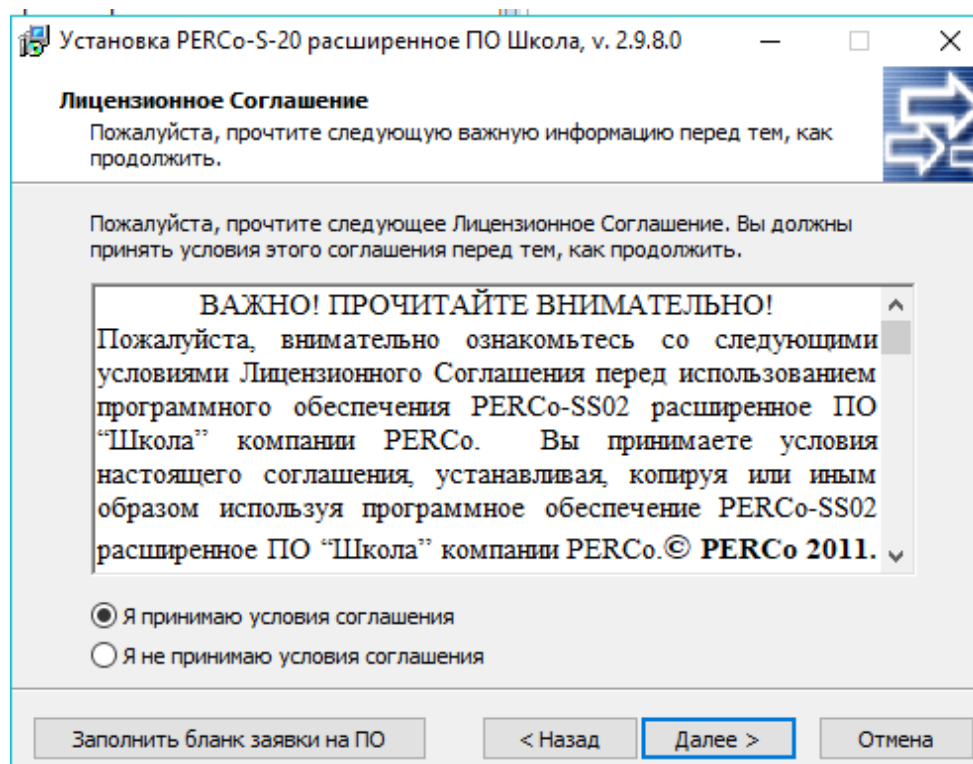 Установка PERCo-S-20 расширенное ПО Школа, v. 2.9.8.0
Лицензионное Соглашение
Пожалуйста, прочтите следующую важную информацию перед тем, как
продолжить.
Пожалуйста, прочтите следующее Лицензионное Соглашение. Вы должны
принять условия этого соглашения перед тем, как продолжить.
ВАЖНО! ПРОЧИТАЙТЕ ВНИМАТЕЛЬНО!
Пожалуйста, внимательно ознакомьтесь со следующими
условиями Лицензионного Соглашения перед использованием
программного обеспечения PERCo-SS02 расширенное ПО
“Школа” компании PERCo. Вы принимаете условия
настоящего соглашения, устанавливая, копируя или иным
образом используя программное обеспечение PERCo-SS02
расширенное ПО “Школа” компании PERCo.© PERCo 2011.
Я принимаю условия соглашения
Я не принимаю условия соглашения
Заполнить бланк заявки на ПО
< Назад
Далее >
Отмена